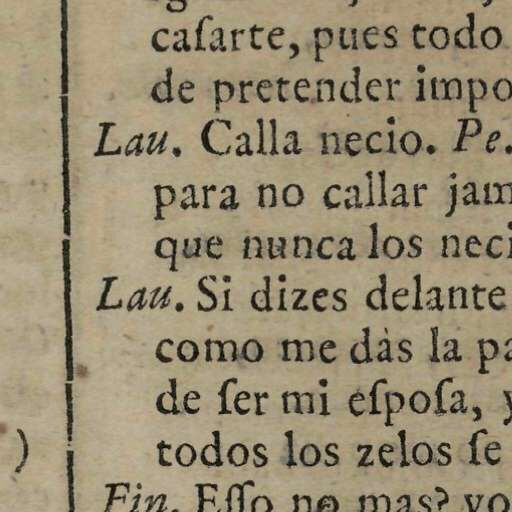 caſarte, pues todo
de pretender impo
Lau. Calla necio. Pe.
para no callar jam
que nunca los neci
Lau. Si dizes delante
como me dàs la pa
de ſer mi eſpoſa, y
)
todos los zelos ſe
Fin. Eſſo no mas? yo